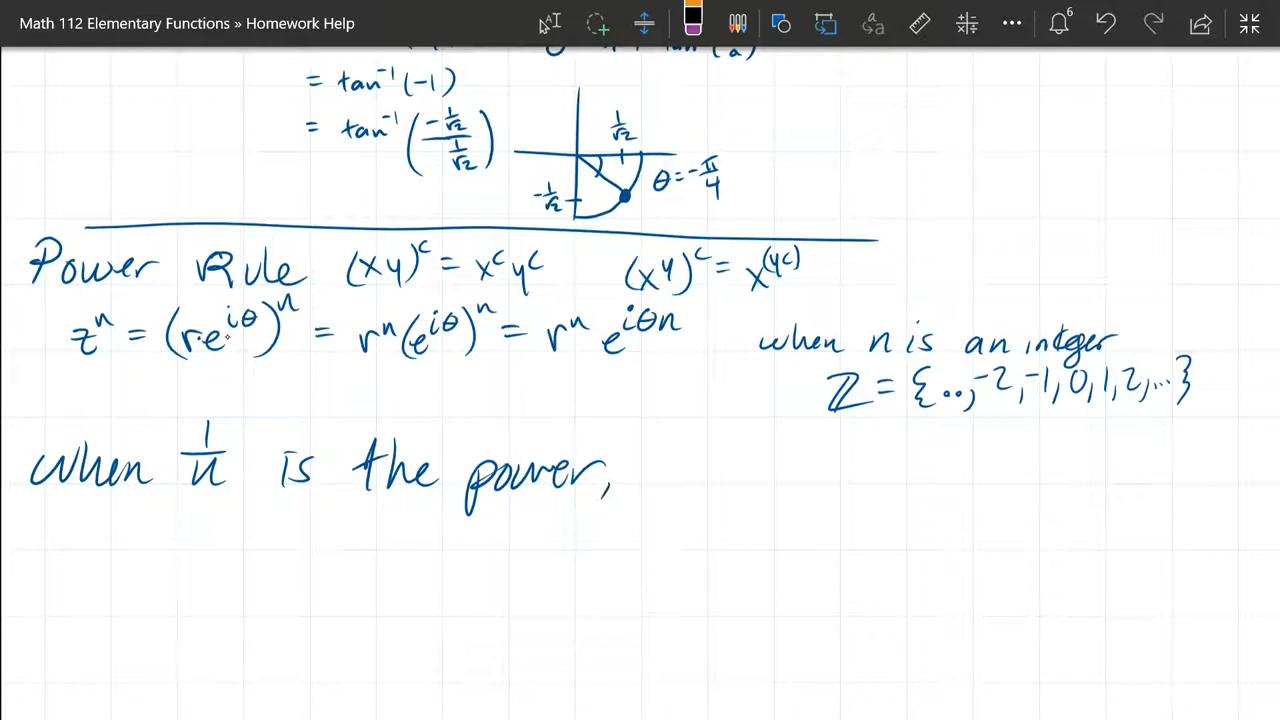 Math 112 Elementary Functions » Homework Help
6
= tan⁻¹(-1)
= tan⁻¹((-1/√2)/(1/√2))
1/√2
-1/√2
θ = -π/4
Power Rule (xy)^c = x^c y^c (x^y)^c = x^(yc)
z^n = (r·e^iθ)^n = r^n (e^iθ)^n = r^n e^iθn
when n is an integer
ℤ = {..,-2,-1,0,1,2,...}
when 1/n is the power,